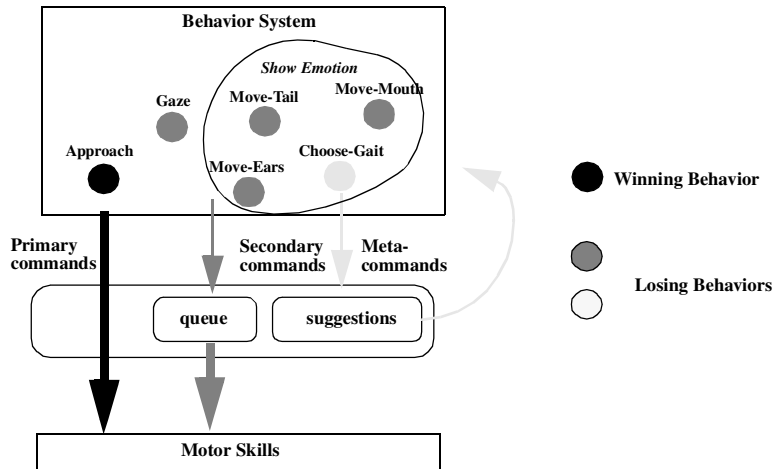 Behavior System
Show Emotion
Move-Mouth
Gaze
Move-Tail
Approach
Choose-Gait
Move-Ears
Winning Behavior
Primary
commands
Secondary
commands
Meta-
commands
Losing Behaviors
queue
suggestions
Motor Skills